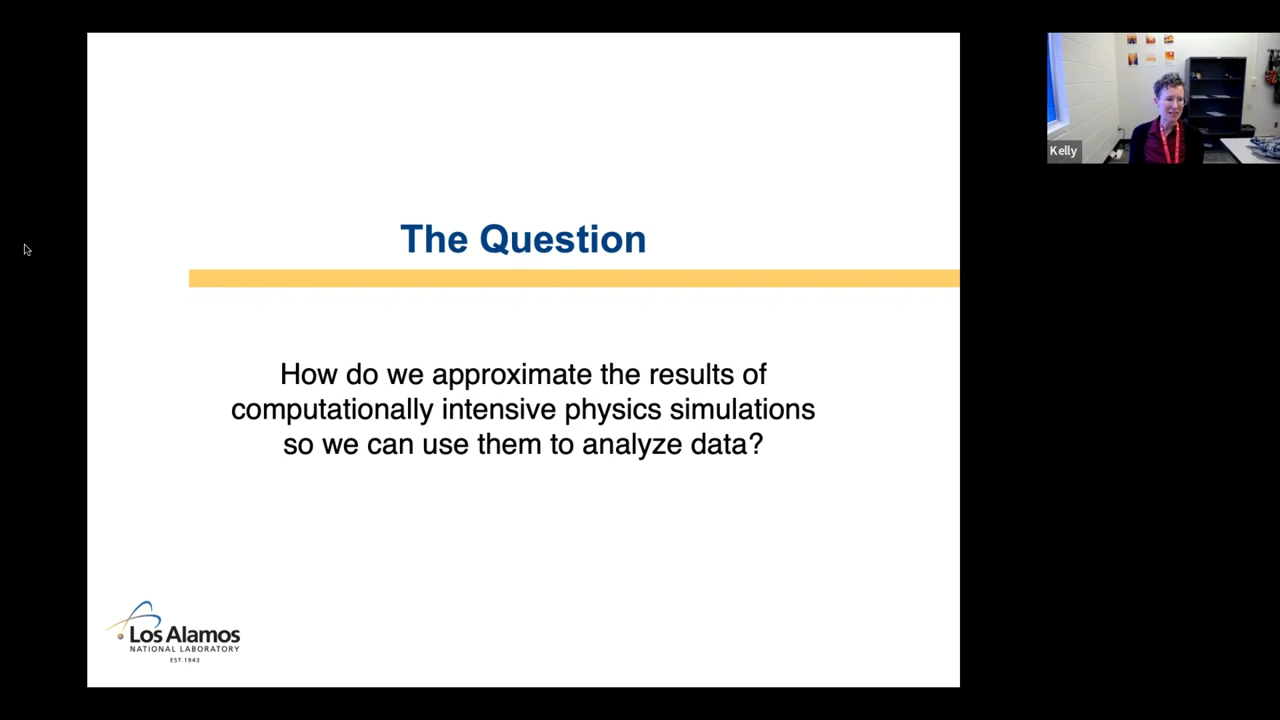 The Question
How do we approximate the results of
computationally intensive physics simulations
so we can use them to analyze data?
Los Alamos
NATIONAL LABORATORY
EST.1943
Kelly